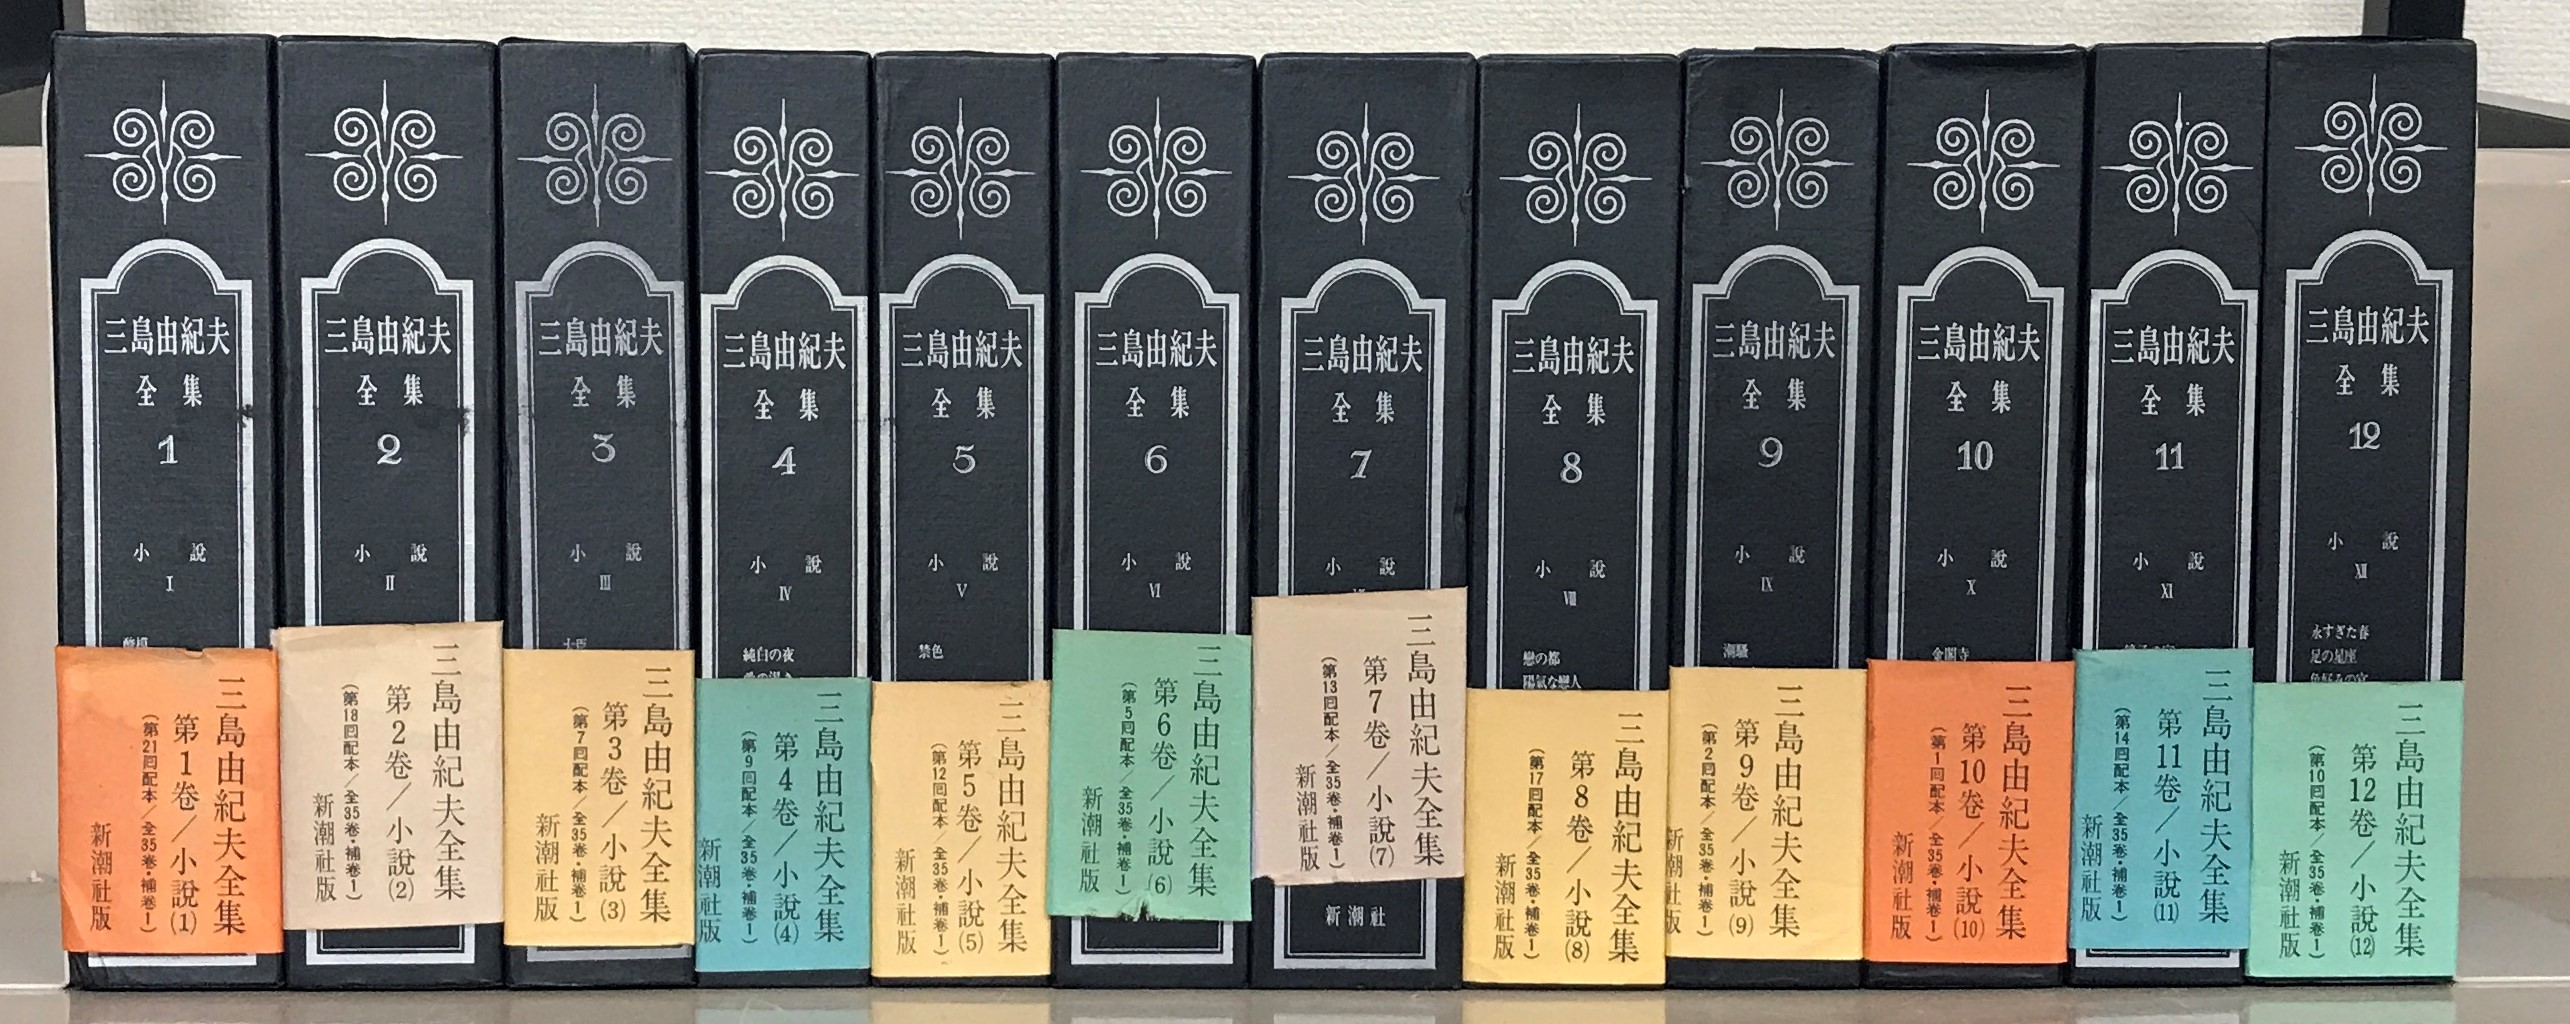 三島由紀夫
全集
1
小説
I
酸模
三島由紀夫全集
第1巻／小説(1)
(第21回配本／全35巻・補巻1)
新潮社版
三島由紀夫
全集
2
小説
II
三島由紀夫全集
第2巻／小説(2)
(第18回配本／全35巻・補巻1)
新潮社版
三島由紀夫
全集
3
小説
III
大臣
三島由紀夫全集
第3巻／小説(3)
(第7回配本／全35巻・補巻1)
新潮社版
三島由紀夫
全集
4
小説
IV
純白の夜
愛の渇き
三島由紀夫全集
第4巻／小説(4)
(第9回配本／全35巻・補巻1)
新潮社版
三島由紀夫
全集
5
小説
V
禁色
三島由紀夫全集
第5巻／小説(5)
(第12回配本／全35巻・補巻1)
新潮社版
三島由紀夫
全集
6
小説
VI
三島由紀夫全集
第6巻／小説(6)
(第5回配本／全35巻・補巻1)
新潮社版
三島由紀夫
全集
7
小説
三島由紀夫全集
第7巻／小説(7)
(第13回配本／全35巻・補巻1)
新潮社版
新潮社
三島由紀夫
全集
8
小説
VIII
戀の都
陽氣な戀人
三島由紀夫全集
第8巻／小説(8)
(第17回配本／全35巻・補巻1)
新潮社版
三島由紀夫
全集
9
小説
IX
潮騒
三島由紀夫全集
第9巻／小説(9)
(第2回配本／全35巻・補巻1)
新潮社版
三島由紀夫
全集
10
小説
X
金閣寺
三島由紀夫全集
第10巻／小説(10)
(第1回配本／全35巻・補巻1)
新潮社版
三島由紀夫
全集
11
小説
XI
三島由紀夫全集
第11巻／小説(11)
(第14回配本／全35巻・補巻1)
新潮社版
三島由紀夫
全集
12
小説
XII
永すぎた春
足の星座
三島由紀夫全集
第12巻／小説(12)
(第10回配本／全35巻・補巻1)
新潮社版